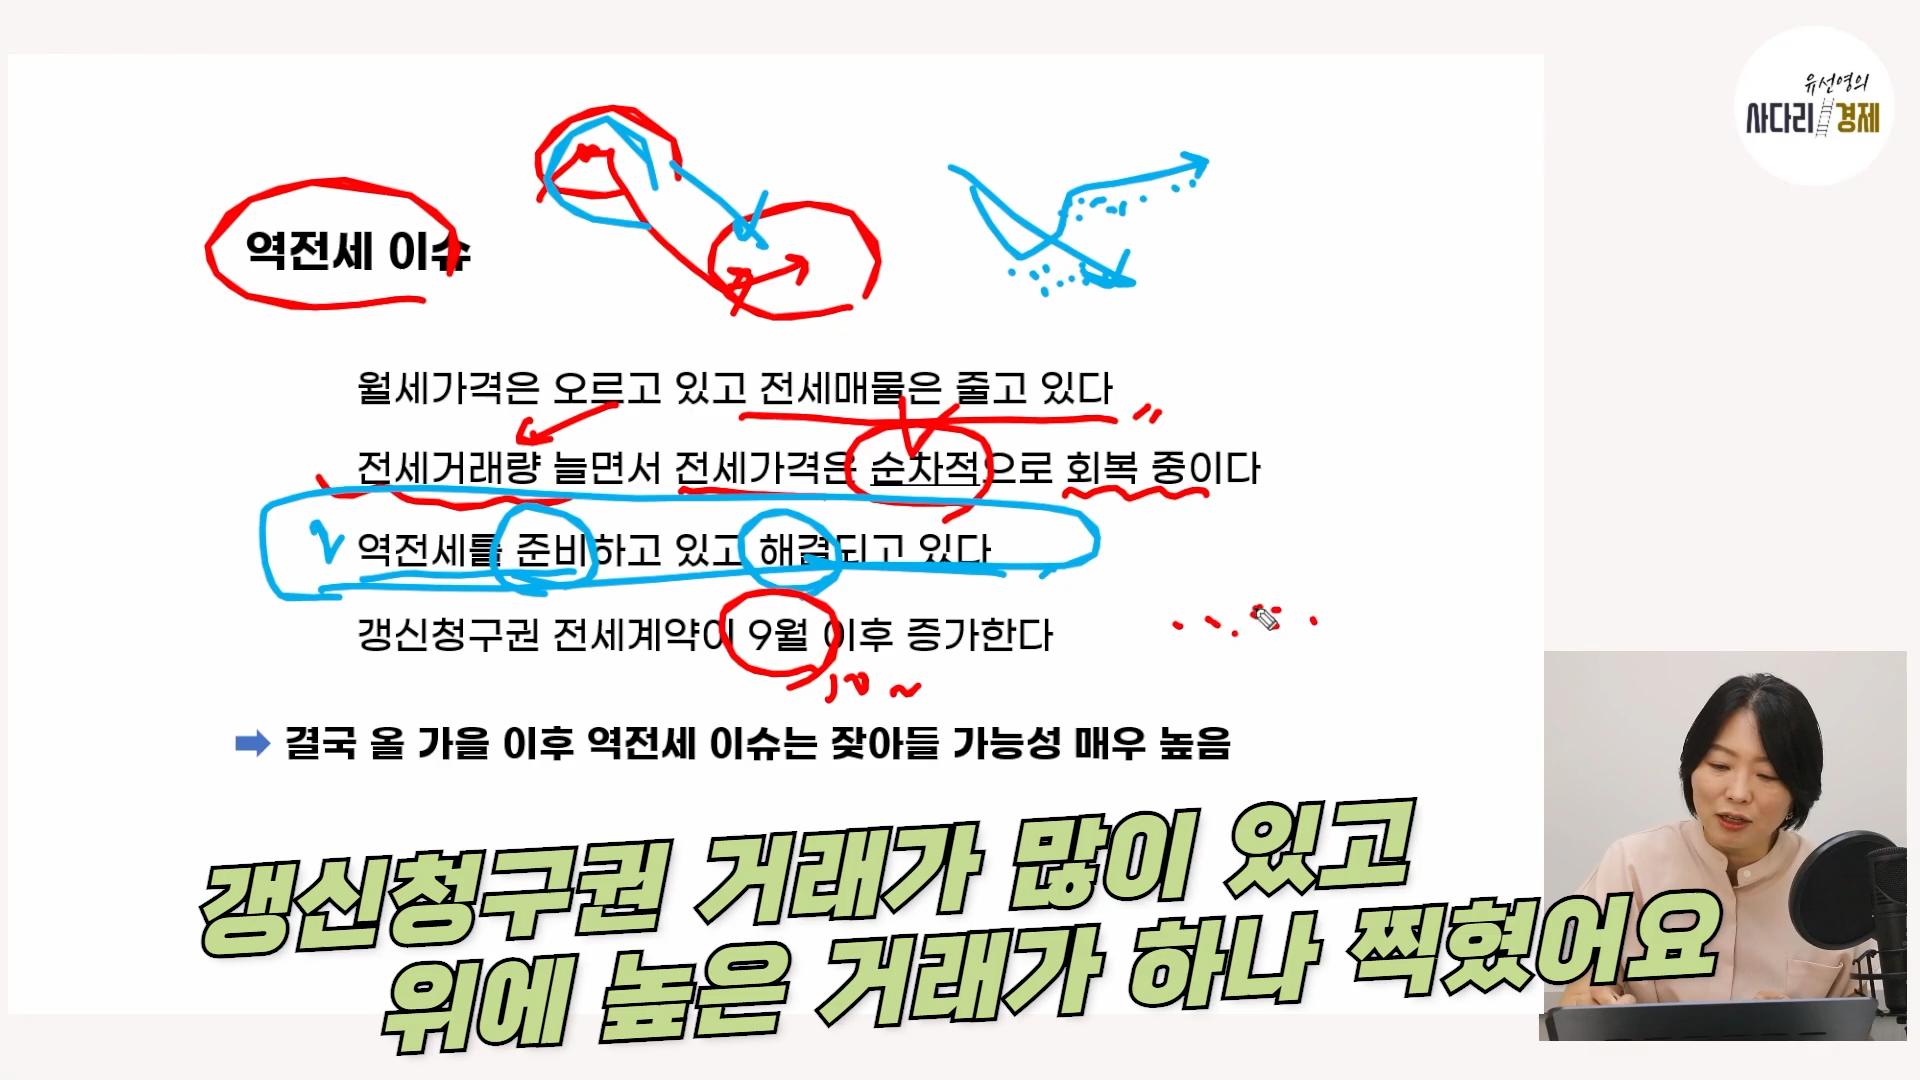 유선영의
사다리 경제
역전세 이슈
월세가격은 오르고 있고 전세매물은 줄고 있다
전세거래량 늘면서 전세가격은 순차적으로 회복 중이다
역전세를 준비하고 있고 해결되고 있다
갱신청구권 전세계약이 9월 이후 증가한다
10 ~
➡ 결국 올 가을 이후 역전세 이슈는 잦아들 가능성 매우 높음
갱신청구권 거래가 많이 있고
위에 높은 거래가 하나 찍혔어요